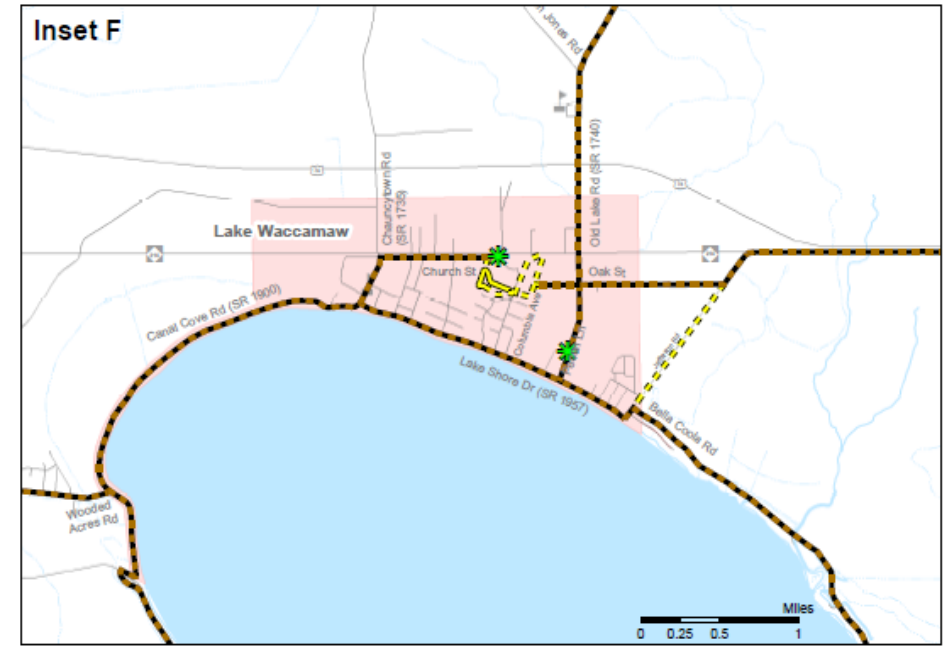 Inset F
Jones Rd
Old Lake Rd (SR 1740)
Chauncytown Rd
(SR 1735)
Lake Waccamaw
Church St
Oak St
Columbia Ave
Canal Cove Rd (SR 1900)
Lake Shore Dr (SR 1957)
Bella Coola Rd
Wooded
Acres Rd
Miles
0 0.25 0.5 1